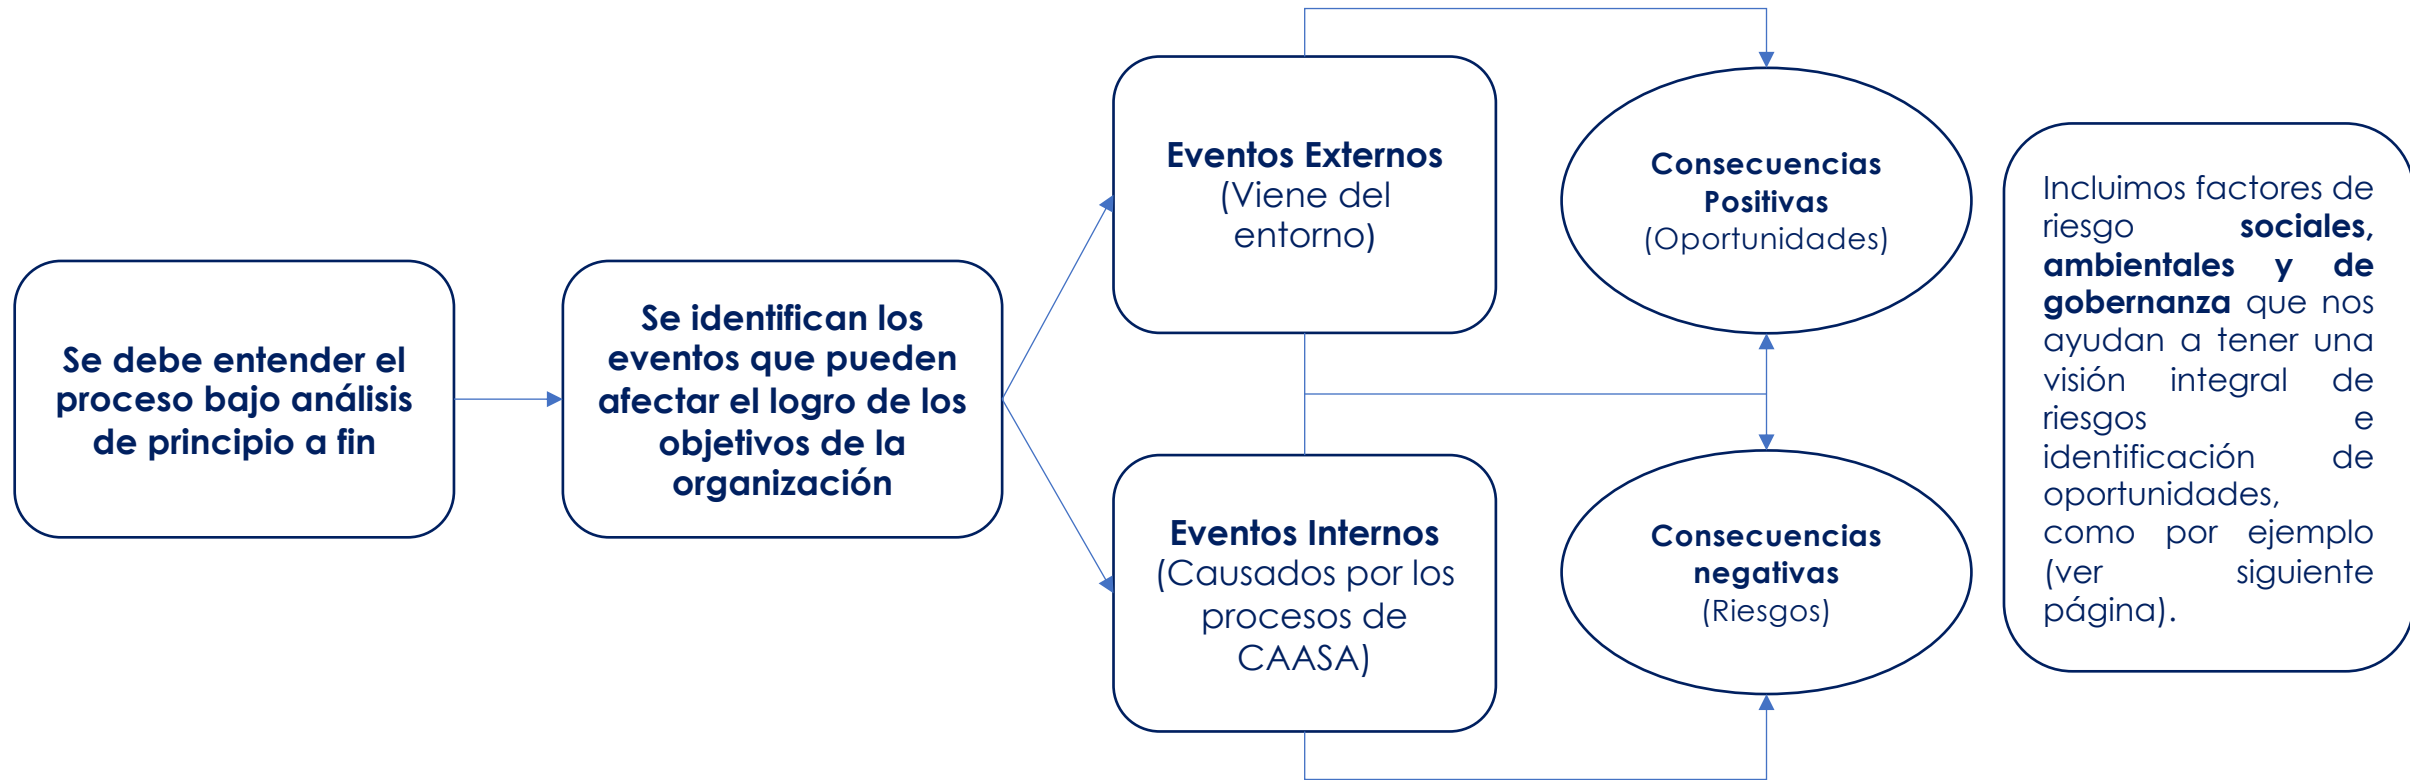 Se debe entender el
proceso bajo análisis
de principio a fin
Se identifican los
eventos que pueden
afectar el logro de los
objetivos de la
organización
Eventos Externos
(Viene del
entorno)
Eventos Internos
(Causados por los
procesos de
CAASA)
Consecuencias
Positivas
(Oportunidades)
Consecuencias
negativas
(Riesgos)
Incluimos factores de
riesgo sociales,
ambientales y de
gobernanza que nos
ayudan a tener una
visión integral de
riesgos e
identificación de
oportunidades,
como por ejemplo
(ver siguiente
página).